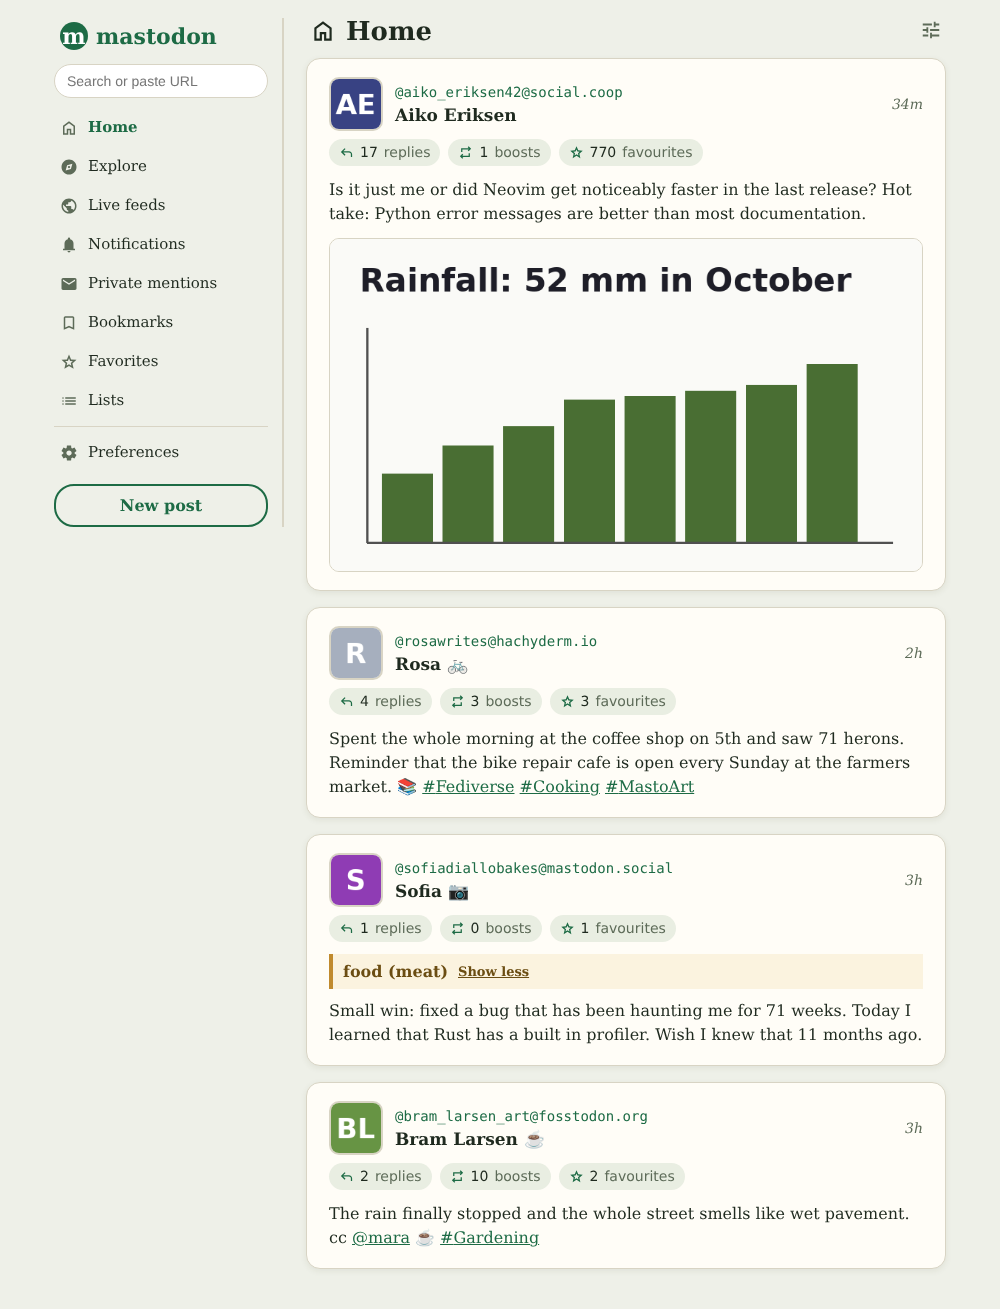 mastodon
Search or paste URL
Home
Explore
Live feeds
Notifications
Private mentions
Bookmarks
Favorites
Lists
Preferences
New post
Home
AE
@aiko_eriksen42@social.coop
Aiko Eriksen
34m
17 replies
1 boosts
770 favourites
Is it just me or did Neovim get noticeably faster in the last release? Hot
take: Python error messages are better than most documentation.
Rainfall: 52 mm in October
R
@rosawrites@hachyderm.io
Rosa 🚲
2h
4 replies
3 boosts
3 favourites
Spent the whole morning at the coffee shop on 5th and saw 71 herons.
Reminder that the bike repair cafe is open every Sunday at the farmers
market. 📚 #Fediverse #Cooking #MastoArt
S
@sofiadiallobakes@mastodon.social
Sofia 📷
3h
1 replies
0 boosts
1 favourites
food (meat) Show less
Small win: fixed a bug that has been haunting me for 71 weeks. Today I
learned that Rust has a built in profiler. Wish I knew that 11 months ago.
BL
@bram_larsen_art@fosstodon.org
Bram Larsen ☕
3h
2 replies
10 boosts
2 favourites
The rain finally stopped and the whole street smells like wet pavement.
cc @mara ☕ #Gardening